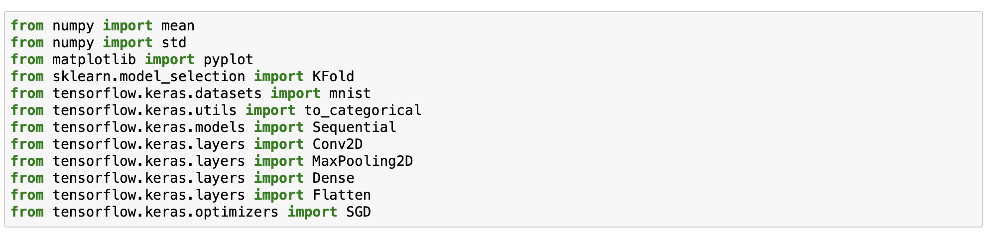 from numpy import mean
from numpy import std
from matplotlib import pyplot
from sklearn.model_selection import KFold
from tensorflow.keras.datasets import mnist
from tensorflow.keras.utils import to_categorical
from tensorflow.keras.models import Sequential
from tensorflow.keras.layers import Conv2D
from tensorflow.keras.layers import MaxPooling2D
from tensorflow.keras.layers import Dense
from tensorflow.keras.layers import Flatten
from tensorflow.keras.optimizers import SGD